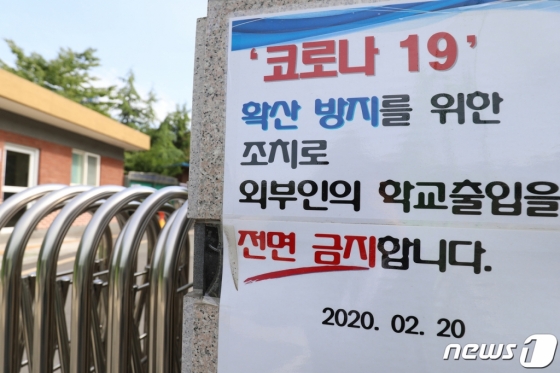 ‘코로나 19’
확산 방지를 위한
조치로
외부인의 학교출입을
전면 금지합니다.
2020. 02. 20
news1